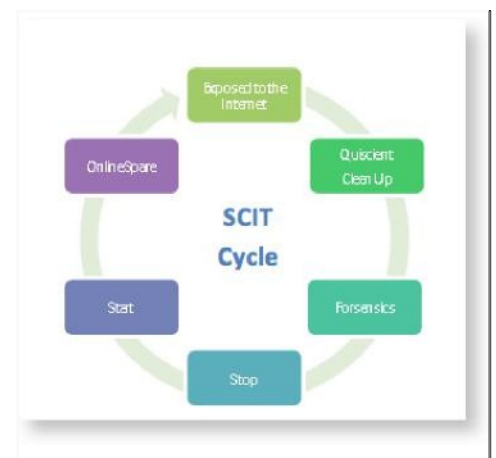 Exposed to the
Internet
Quiscient
Clean Up
Forsensics
Stop
Start
OnlineSpare
SCIT
Cycle